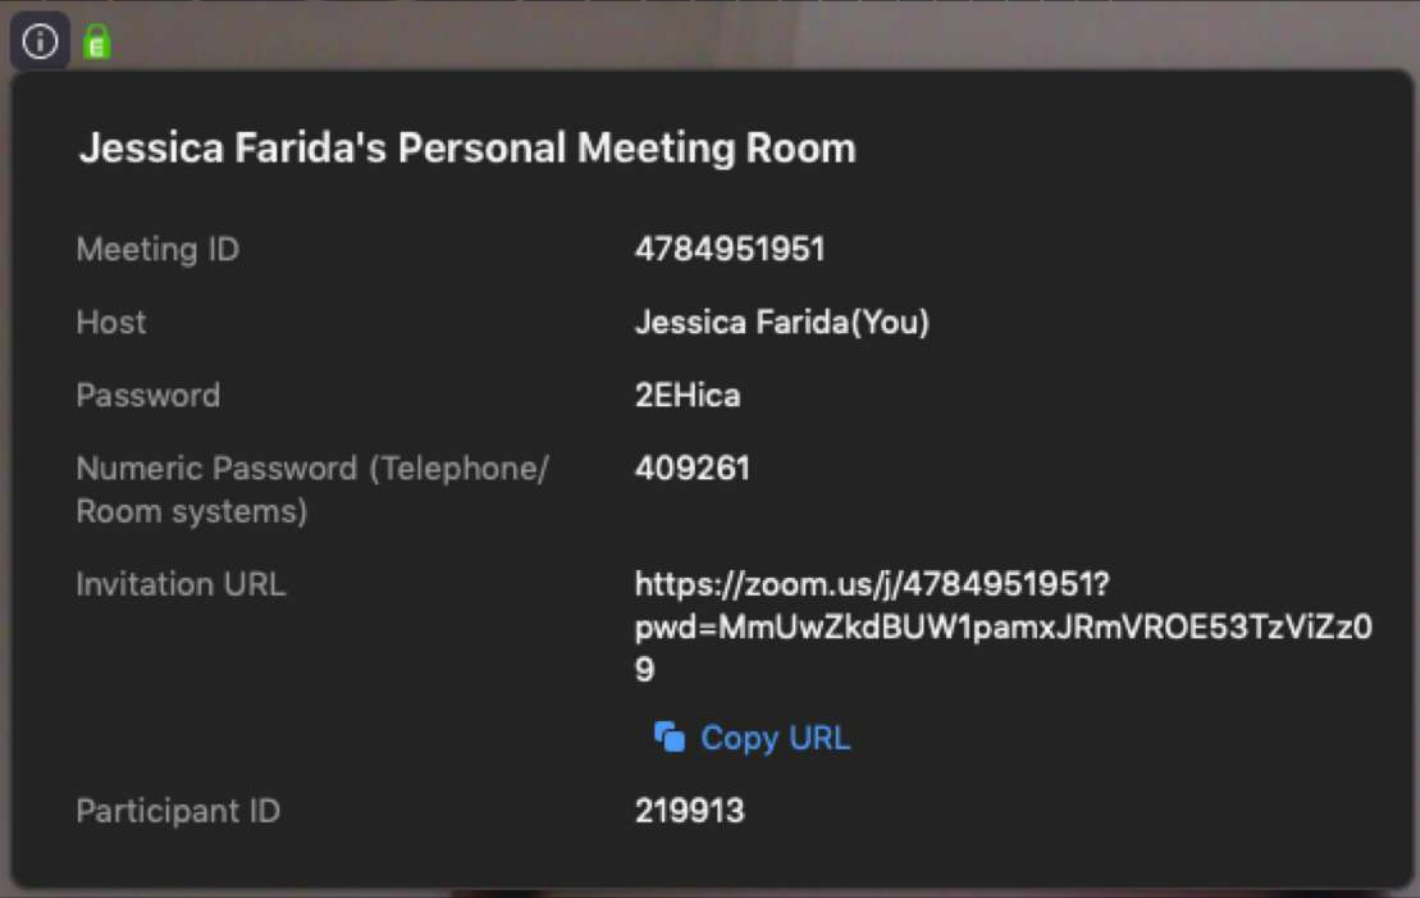 E
Jessica Farida's Personal Meeting Room
Meeting ID 4784951951
Host Jessica Farida(You)
Password 2EHica
Numeric Password (Telephone/ 409261
Room systems)
Invitation URL https://zoom.us/j/4784951951?
pwd=MmUwZkdBUW1pamxJRmVROE53TzViZz0
9
Copy URL
Participant ID 219913